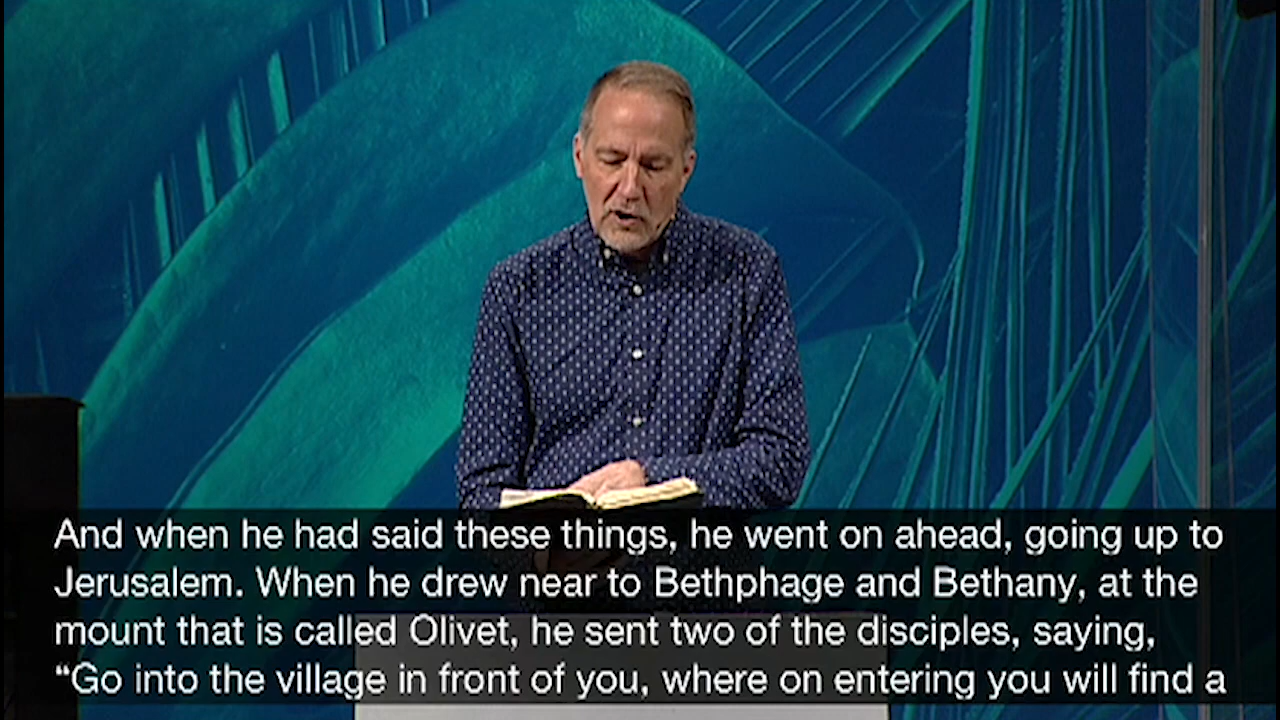 And when he had said these things, he went on ahead, going up to
Jerusalem. When he drew near to Bethphage and Bethany, at the
mount that is called Olivet, he sent two of the disciples, saying,
“Go into the village in front of you, where on entering you will find a